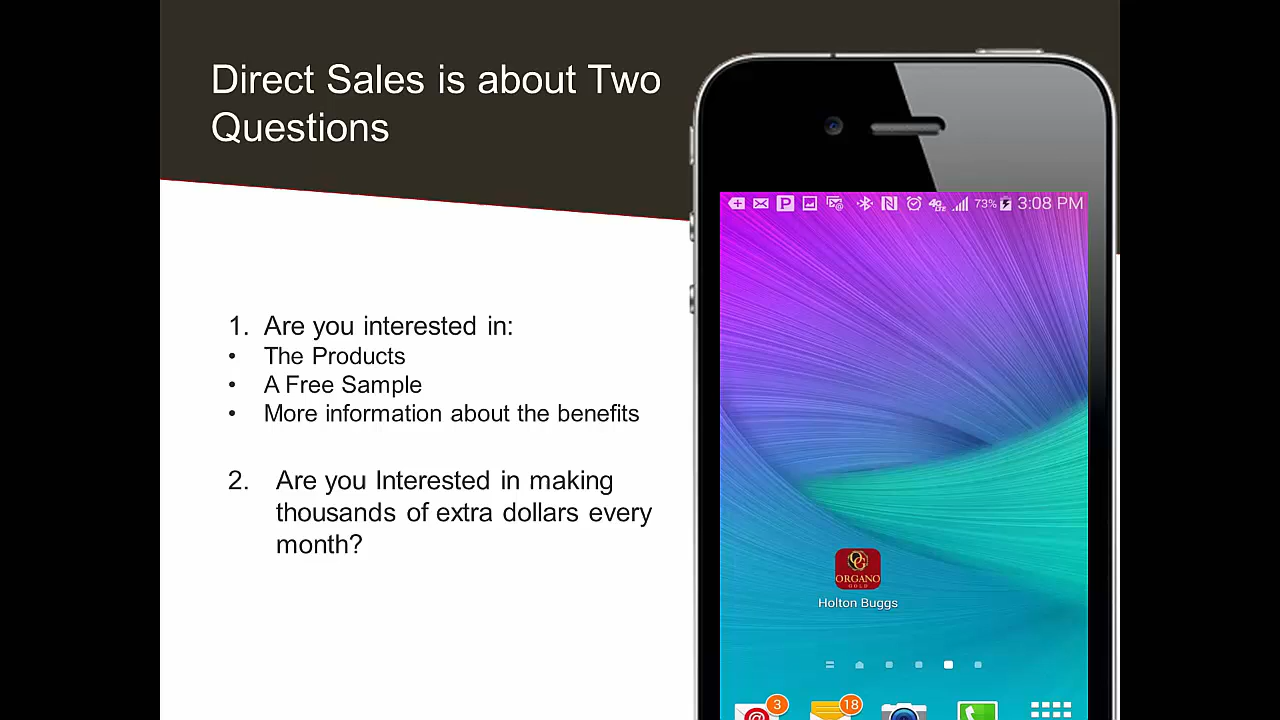 Direct Sales is about Two
Questions
1. Are you interested in:
• The Products
• A Free Sample
• More information about the benefits
2. Are you Interested in making
thousands of extra dollars every
month?
73% 3:08 PM
OG
ORGANO
GOLD
Holton Buggs
3
18